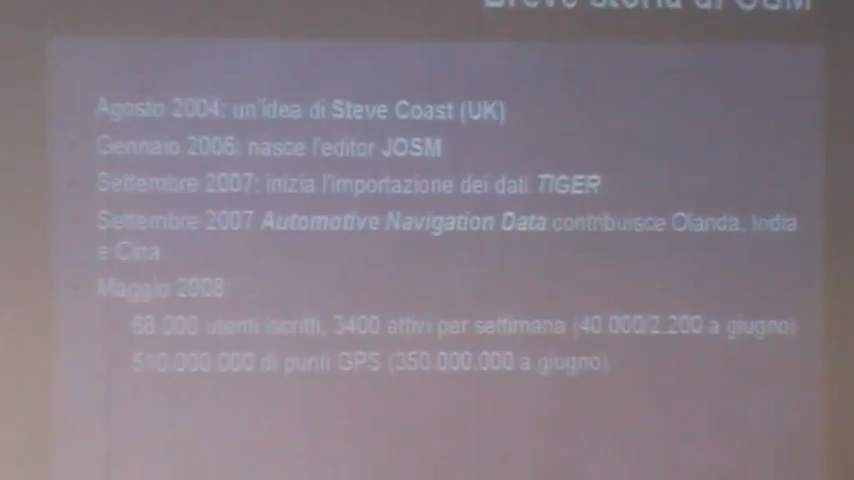 Breve storia di OSM
Agosto 2004: un'idea di Steve Coast (UK)
Gennaio 2006: nasce l'editor JOSM
Settembre 2007: inizia l'importazione dei dati TIGER
Settembre 2007 Automotive Navigation Data contribuisce Olanda, India
e Cina
Maggio 2008
68.000 utenti iscritti, 3400 attivi per settimana (40.000/2.200 a giugno)
510.000.000 di punti GPS (350.000.000 a giugno)